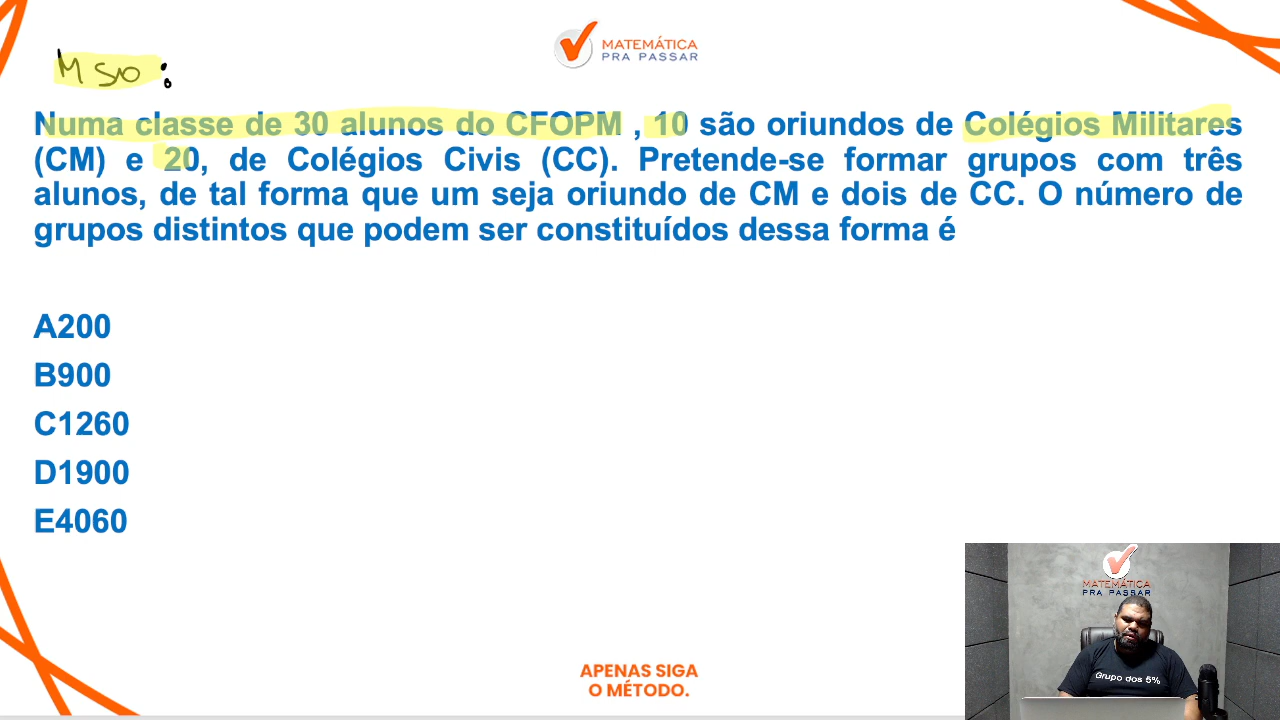 MATEMÁTICA
PRA PASSAR
Numa classe de 30 alunos do CFOPM , 10 são oriundos de Colégios Militares
(CM) e 20, de Colégios Civis (CC). Pretende-se formar grupos com três
alunos, de tal forma que um seja oriundo de CM e dois de CC. O número de
grupos distintos que podem ser constituídos dessa forma é
A200
B900
C1260
D1900
E4060
MATEMÁTICA
PRA PASSAR
Grupo dos 5%
APENAS SIGA
O MÉTODO.